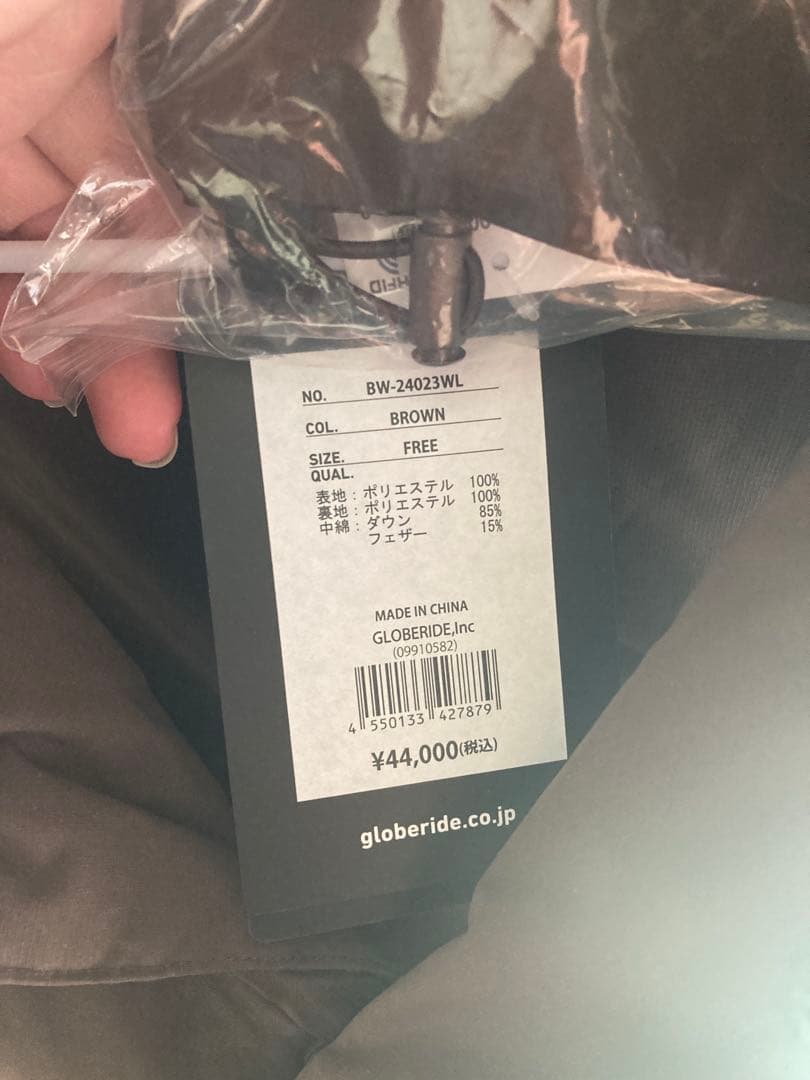 NO. BW-24023WL
COL. BROWN
SIZE. FREE
QUAL.
表地：ポリエステル 100%
裏地：ポリエステル 100%
中綿：ダウン 85%
フェザー 15%
MADE IN CHINA
GLOBERIDE,Inc
(09910582)
4 550133 427879
¥44,000(税込)
globeride.co.jp